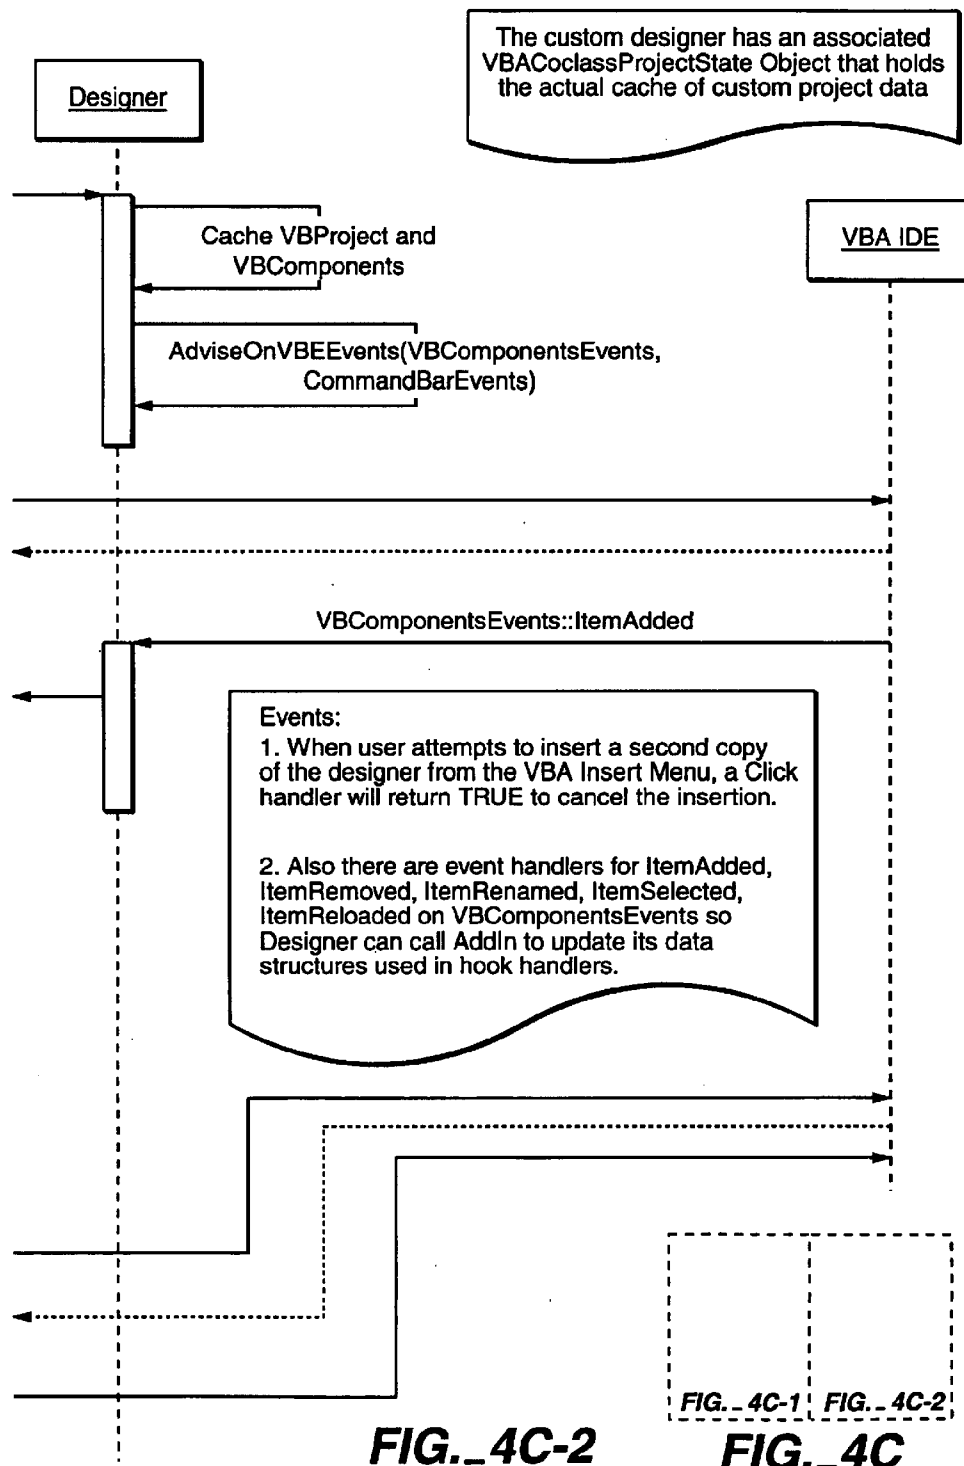 The custom designer has an associated
VBACoclassProjectState Object that holds
the actual cache of custom project data
Designer
VBA IDE
Cache VBProject and
VBComponents
AdviseOnVBEEvents(VBComponentsEvents,
CommandBarEvents)
VBComponentsEvents::ItemAdded
Events:
1. When user attempts to insert a second copy
of the designer from the VBA Insert Menu, a Click
handler will return TRUE to cancel the insertion.
2. Also there are event handlers for ItemAdded,
ItemRemoved, ItemRenamed, ItemSelected,
ItemReloaded on VBComponentsEvents so
Designer can call AddIn to update its data
structures used in hook handlers.
FIG._4C-1
FIG._4C-2
FIG._4C-2
FIG._4C